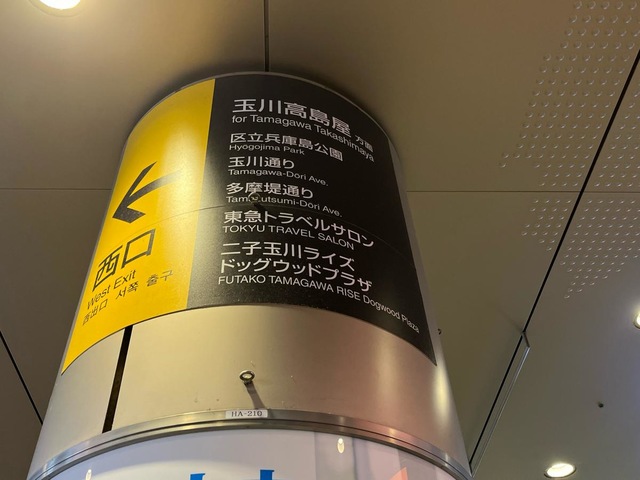 西口
West Exit
西出口 서쪽 출구
玉川高島屋 方面
for Tamagawa Takashimaya
区立兵庫島公園
Hyogojima Park
玉川通り
Tamagawa-Dori Ave.
多摩堤通り
Tamatsutsumi-Dori Ave.
東急トラベルサロン
TOKYU TRAVEL SALON
二子玉川ライズ
ドッグウッドプラザ
FUTAKO TAMAGAWA RISE Dogwood Plaza
HA-210